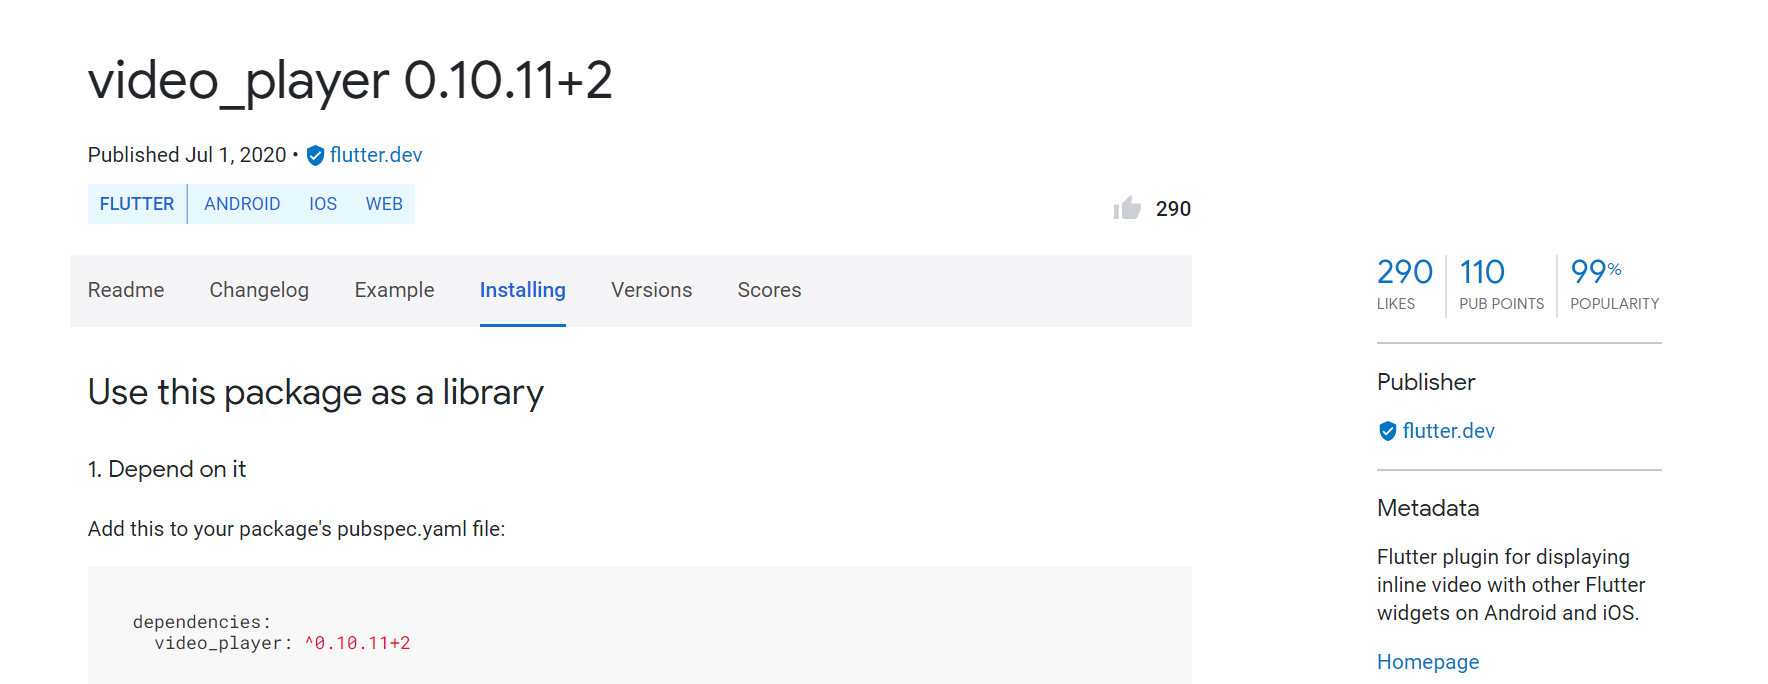 video_player 0.10.11+2
Published Jul 1, 2020 • flutter.dev
FLUTTER ANDROID IOS WEB
290
Readme Changelog Example Installing Versions Scores
Use this package as a library
1. Depend on it
Add this to your package's pubspec.yaml file:
dependencies:
  video_player: ^0.10.11+2
290 110 99%
LIKES PUB POINTS POPULARITY
Publisher
flutter.dev
Metadata
Flutter plugin for displaying
inline video with other Flutter
widgets on Android and iOS.
Homepage